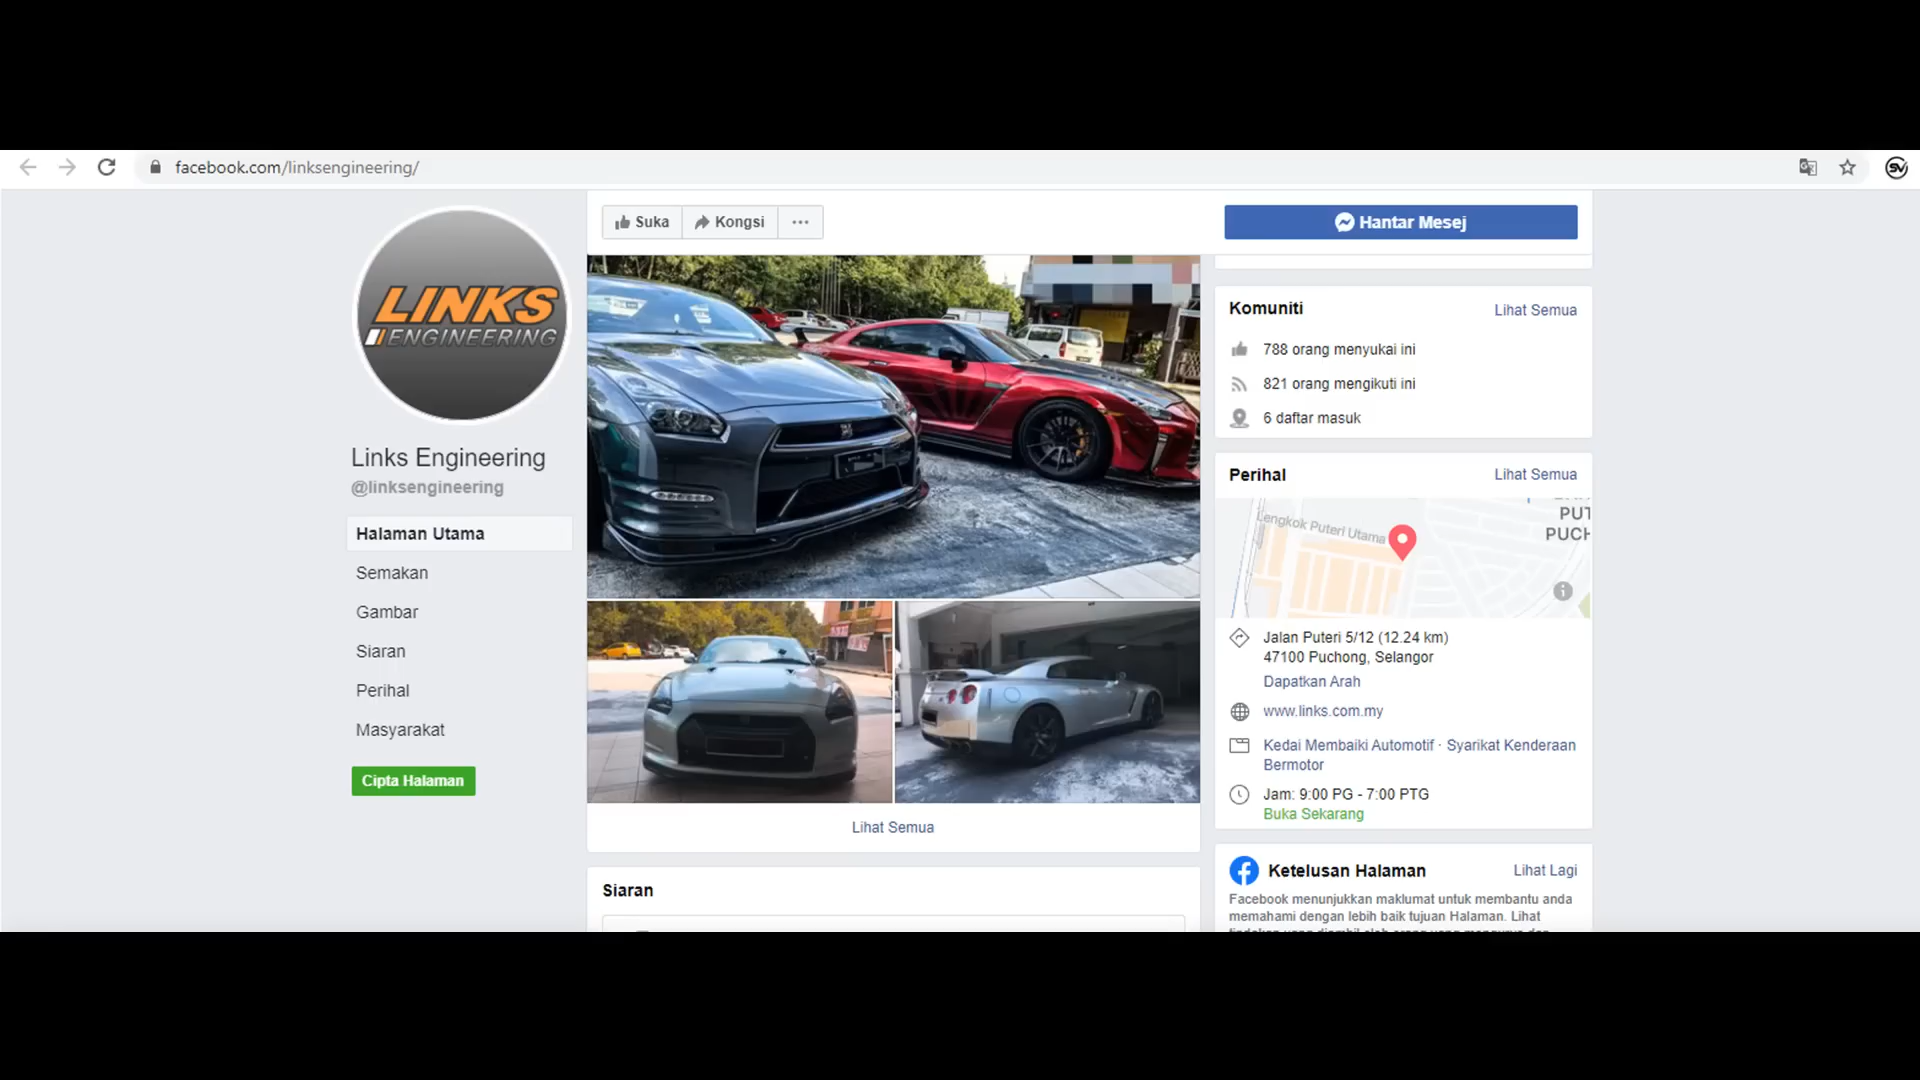 facebook.com/linksengineering/
SV
LINKS
ENGINEERING
Links Engineering
@linksengineering
Halaman Utama
Semakan
Gambar
Siaran
Perihal
Masyarakat
Cipta Halaman
Suka
Kongsi
Lihat Semua
Siaran
Hantar Mesej
Komuniti
Lihat Semua
788 orang menyukai ini
821 orang mengikuti ini
6 daftar masuk
Perihal
Lihat Semua
Lengkok Puteri Utama
PUT
PUCH
Jalan Puteri 5/12 (12.24 km)
47100 Puchong, Selangor
Dapatkan Arah
www.links.com.my
Kedai Membaiki Automotif · Syarikat Kenderaan
Bermotor
Jam: 9:00 PG - 7:00 PTG
Buka Sekarang
Ketelusan Halaman
Lihat Lagi
Facebook menunjukkan maklumat untuk membantu anda
memahami dengan lebih baik tujuan Halaman. Lihat